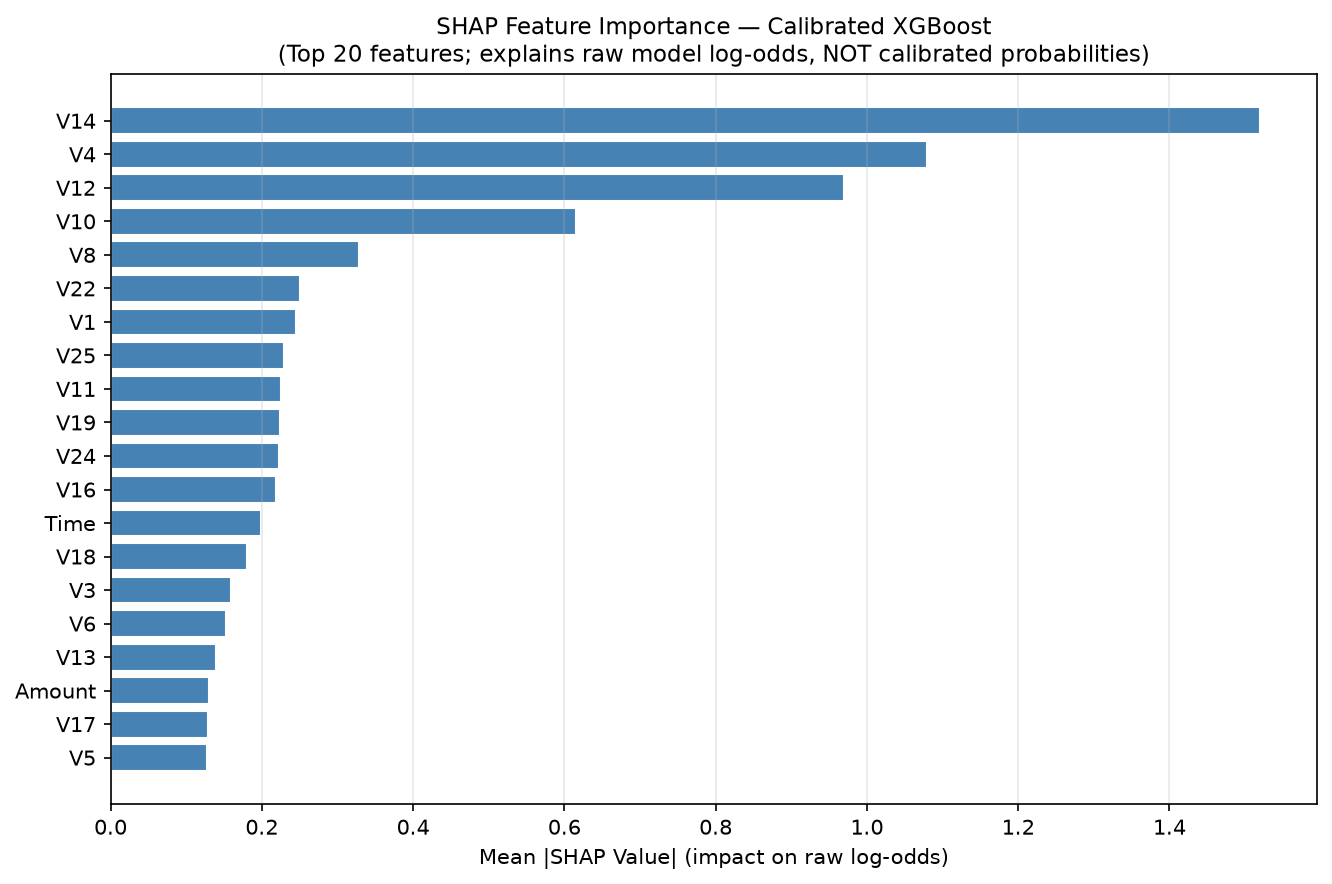 SHAP Feature Importance — Calibrated XGBoost
(Top 20 features; explains raw model log-odds, NOT calibrated probabilities)
V14
V4
V12
V10
V8
V22
V1
V25
V11
V19
V24
V16
Time
V18
V3
V6
V13
Amount
V17
V5
0.0 0.2 0.4 0.6 0.8 1.0 1.2 1.4
Mean |SHAP Value| (impact on raw log-odds)